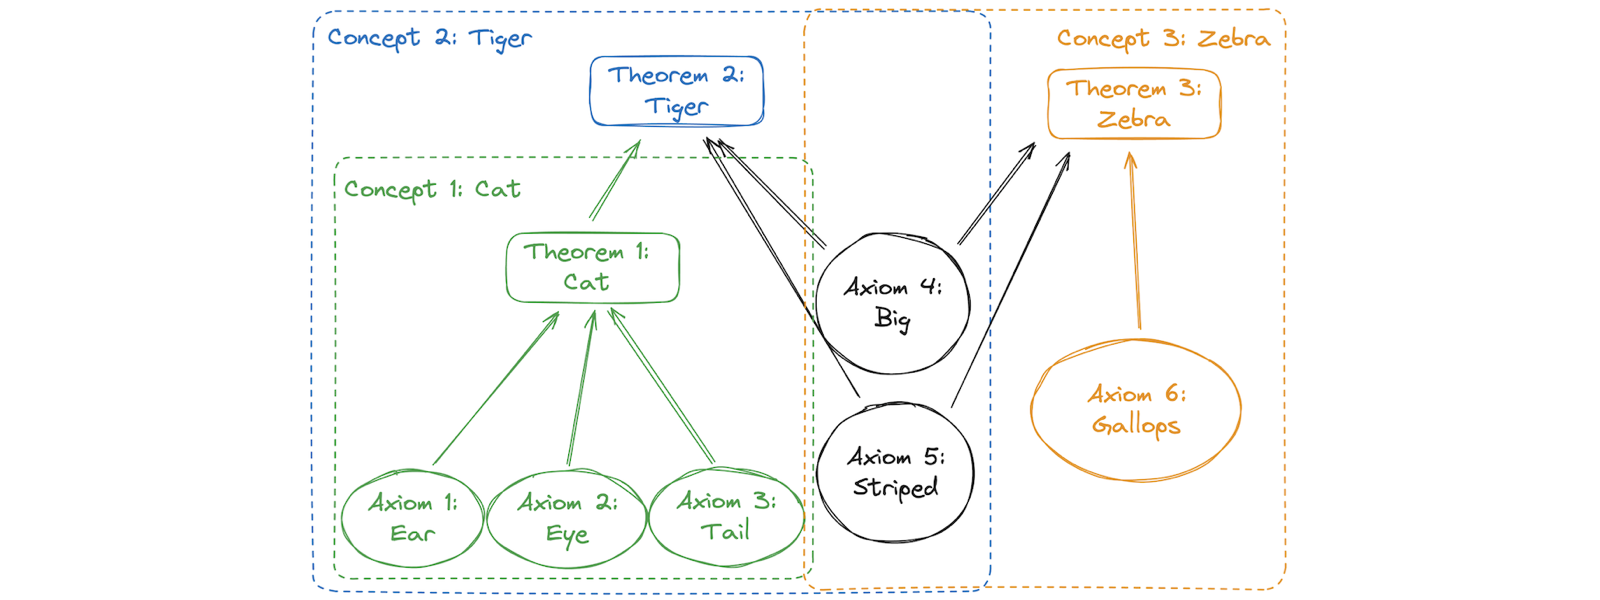 Concept 2: Tiger
Concept 3: Zebra
Theorem 2:
Tiger
Theorem 3:
Zebra
Concept 1: Cat
Theorem 1:
Cat
Axiom 4:
Big
Axiom 6:
Gallops
Axiom 5:
Striped
Axiom 1:
Ear
Axiom 2:
Eye
Axiom 3:
Tail